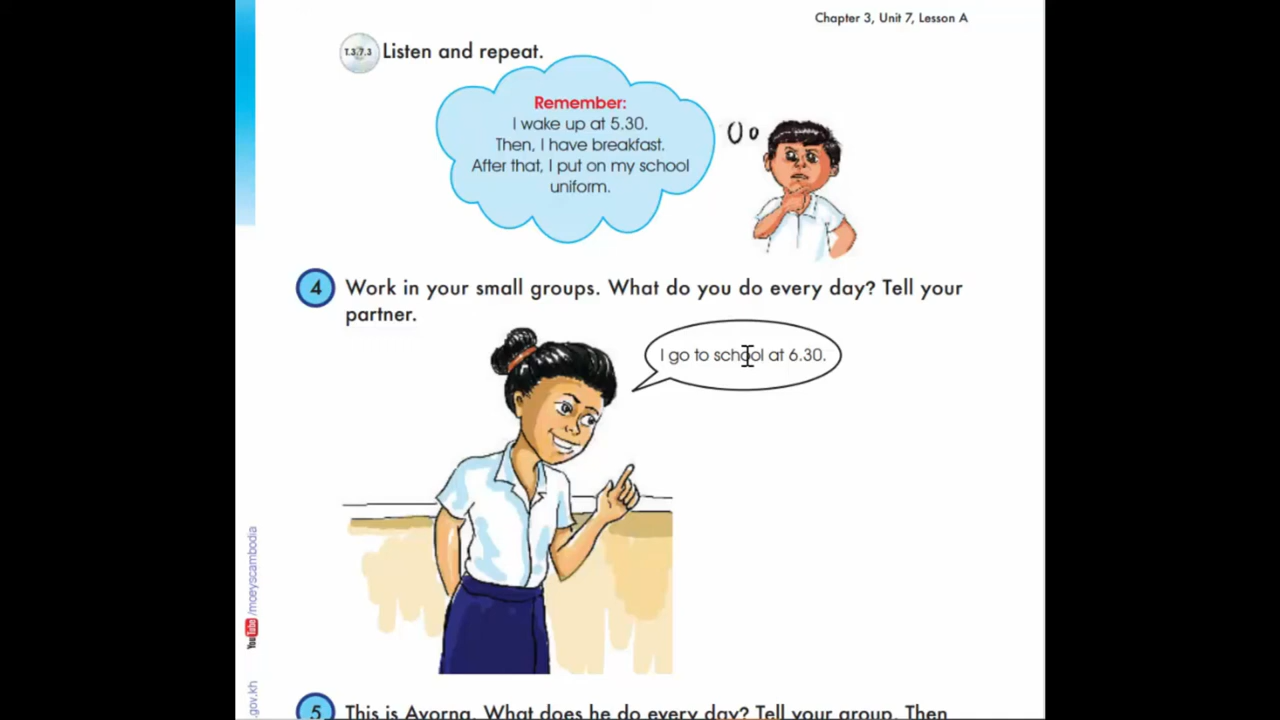 Chapter 3, Unit 7, Lesson A
T.3.7.3
Listen and repeat.
Remember:
I wake up at 5.30.
Then, I have breakfast.
After that, I put on my school
uniform.
4
Work in your small groups. What do you do every day? Tell your
partner.
I go to school at 6.30.
YouTube /moeyscambodia
.gov.kh
5
This is Ayorng. What does he do every day? Tell your group. Then